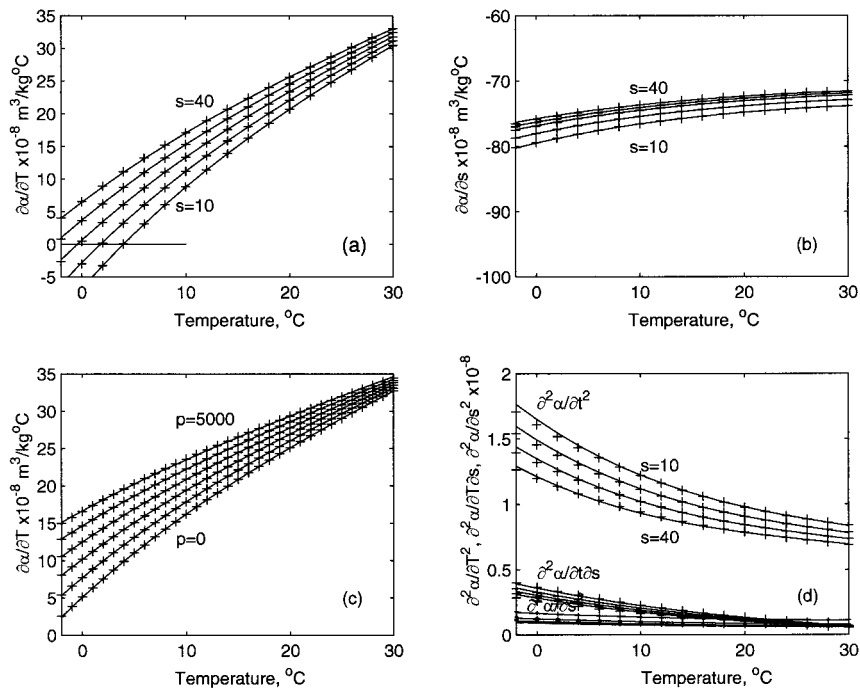 35
30
25
20
15
10
5
0
-5
∂α/∂T x10⁻⁸ m³/kg°C
s=40
s=10
(a)
0 10 20 30
Temperature, °C
-50
-60
-70
-80
-90
-100
∂α/∂s x10⁻⁸ m³/kg°C
s=40
s=10
(b)
0 10 20 30
Temperature, °C
35
30
25
20
15
10
5
0
∂α/∂T x10⁻⁸ m³/kg°C
p=5000
p=0
(c)
0 10 20 30
Temperature, °C
2
1.5
1
0.5
0
∂²α/∂T², ∂²α/∂T∂s, ∂²α/∂s² x10⁻⁸
∂²α/∂t²
s=10
s=40
∂²α/∂t∂s
(d)
0 10 20 30
Temperature, °C